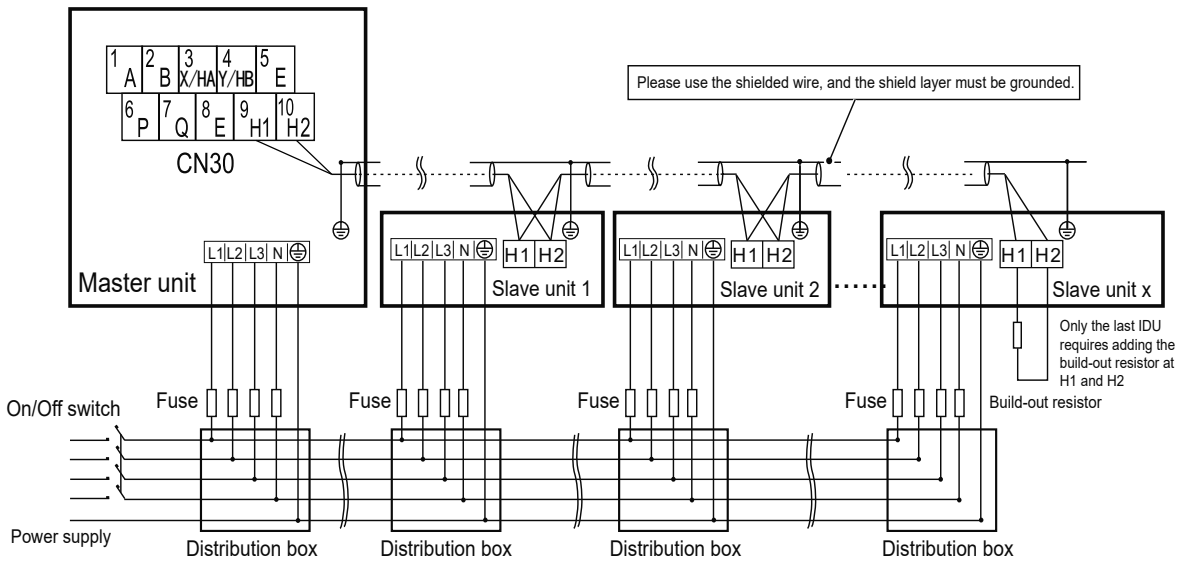 1 2 3 4 5
A B X/HA Y/HB E
6 7 8 9 10
P Q E H1 H2
CN30
Please use the shielded wire, and the shield layer must be grounded.
L1 L2 L3 N
Master unit
L1 L2 L3 N
H1 H2
Slave unit 1
L1 L2 L3 N
H1 H2
Slave unit 2
L1 L2 L3 N
H1 H2
Slave unit x
Only the last IDU
requires adding the
build-out resistor at
H1 and H2
Build-out resistor
On/Off switch
Fuse
Fuse
Fuse
Fuse
Power supply
Distribution box
Distribution box
Distribution box
Distribution box